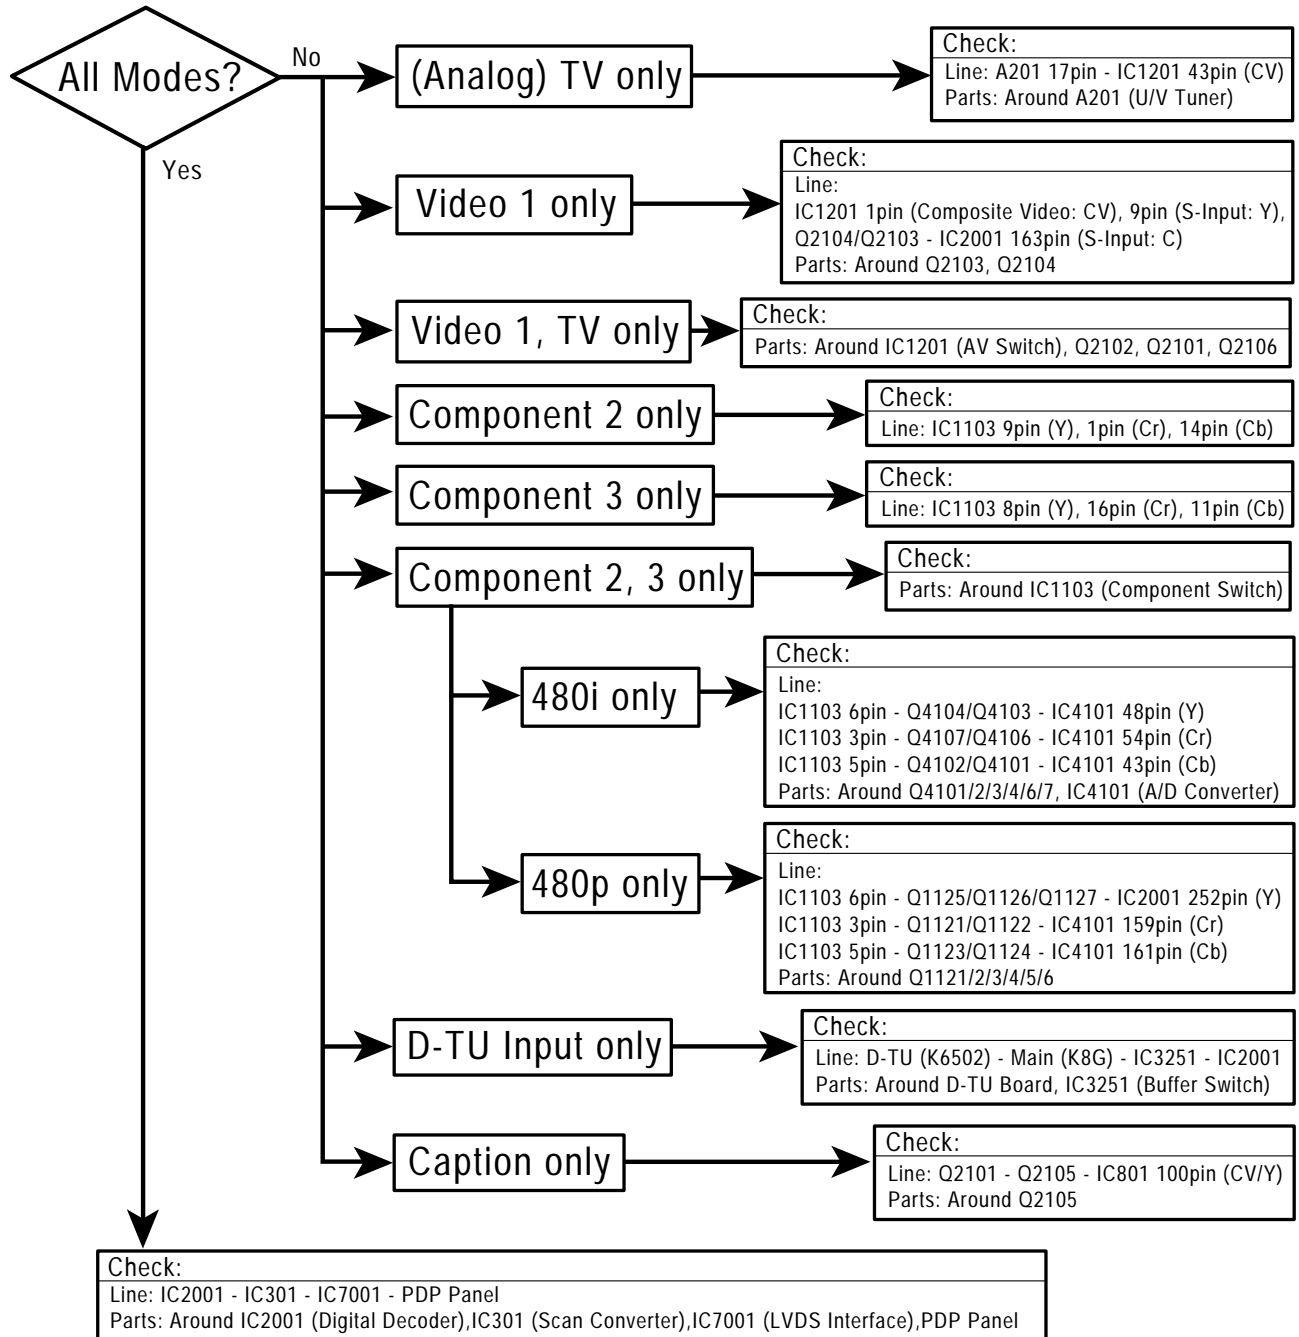 All Modes?
No
Yes
(Analog) TV only
Check:
Line: A201 17pin - IC1201 43pin (CV)
Parts: Around A201 (U/V Tuner)
Video 1 only
Check:
Line:
IC1201 1pin (Composite Video: CV), 9pin (S-Input: Y),
Q2104/Q2103 - IC2001 163pin (S-Input: C)
Parts: Around Q2103, Q2104
Video 1, TV only
Check:
Parts: Around IC1201 (AV Switch), Q2102, Q2101, Q2106
Component 2 only
Check:
Line: IC1103 9pin (Y), 1pin (Cr), 14pin (Cb)
Component 3 only
Check:
Line: IC1103 8pin (Y), 16pin (Cr), 11pin (Cb)
Component 2, 3 only
Check:
Parts: Around IC1103 (Component Switch)
480i only
Check:
Line:
IC1103 6pin - Q4104/Q4103 - IC4101 48pin (Y)
IC1103 3pin - Q4107/Q4106 - IC4101 54pin (Cr)
IC1103 5pin - Q4102/Q4101 - IC4101 43pin (Cb)
Parts: Around Q4101/2/3/4/6/7, IC4101 (A/D Converter)
480p only
Check:
Line:
IC1103 6pin - Q1125/Q1126/Q1127 - IC2001 252pin (Y)
IC1103 3pin - Q1121/Q1122 - IC4101 159pin (Cr)
IC1103 5pin - Q1123/Q1124 - IC4101 161pin (Cb)
Parts: Around Q1121/2/3/4/5/6
D-TU Input only
Check:
Line: D-TU (K6502) - Main (K8G) - IC3251 - IC2001
Parts: Around D-TU Board, IC3251 (Buffer Switch)
Caption only
Check:
Line: Q2101 - Q2105 - IC801 100pin (CV/Y)
Parts: Around Q2105
Check:
Line: IC2001 - IC301 - IC7001 - PDP Panel
Parts: Around IC2001 (Digital Decoder),IC301 (Scan Converter),IC7001 (LVDS Interface),PDP Panel